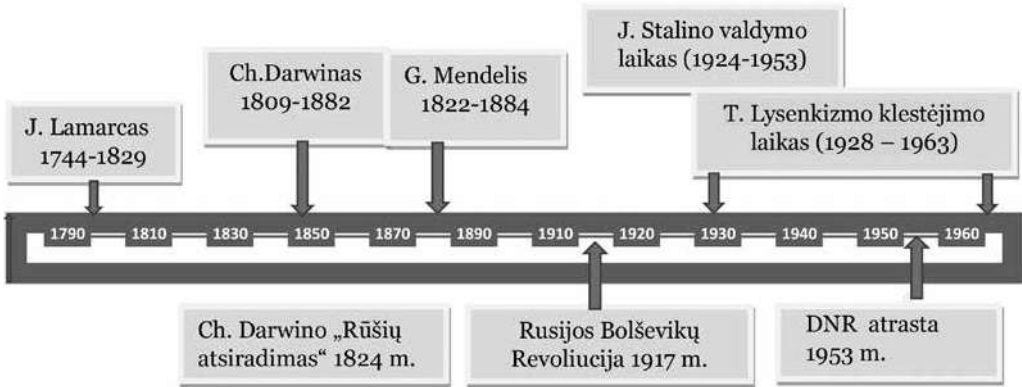 J. Stalino valdymo
laikas (1924-1953)
Ch.Darwinas
1809-1882
G. Mendelis
1822-1884
T. Lysenkizmo klestėjimo
laikas (1928 – 1963)
J. Lamarcas
1744-1829
1790 1810 1830 1850 1870 1890 1910 1920 1930 1940 1950 1960
Ch. Darwino „Rūšių
atsiradimas“ 1824 m.
Rusijos Bolševikų
Revoliucija 1917 m.
DNR atrasta
1953 m.